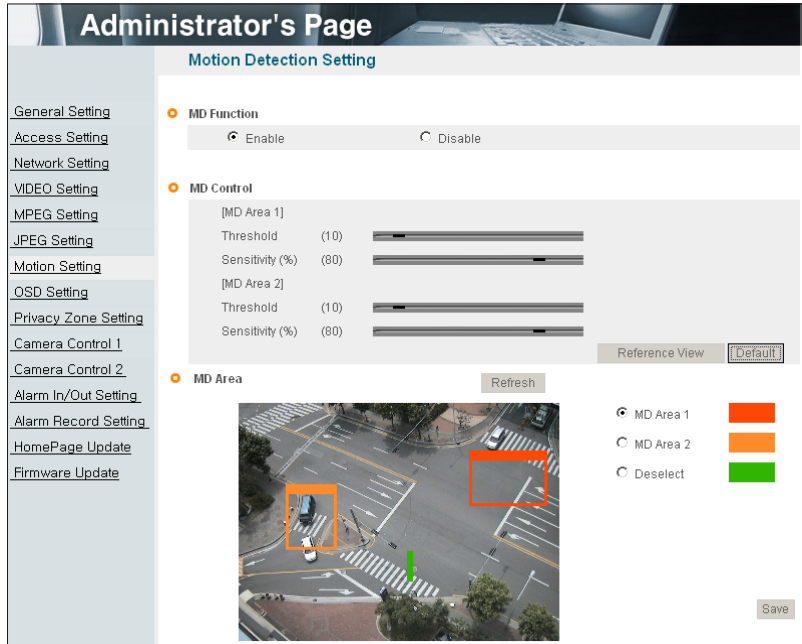 Administrator's Page
Motion Detection Setting
General Setting
Access Setting
Network Setting
VIDEO Setting
MPEG Setting
JPEG Setting
Motion Setting
OSD Setting
Privacy Zone Setting
Camera Control 1
Camera Control 2
Alarm In/Out Setting
Alarm Record Setting
HomePage Update
Firmware Update
MD Function
Enable Disable
MD Control
[MD Area 1]
Threshold (10)
Sensitivity (%) (80)
[MD Area 2]
Threshold (10)
Sensitivity (%) (80)
Reference View Default
MD Area Refresh
MD Area 1
MD Area 2
Deselect
Save